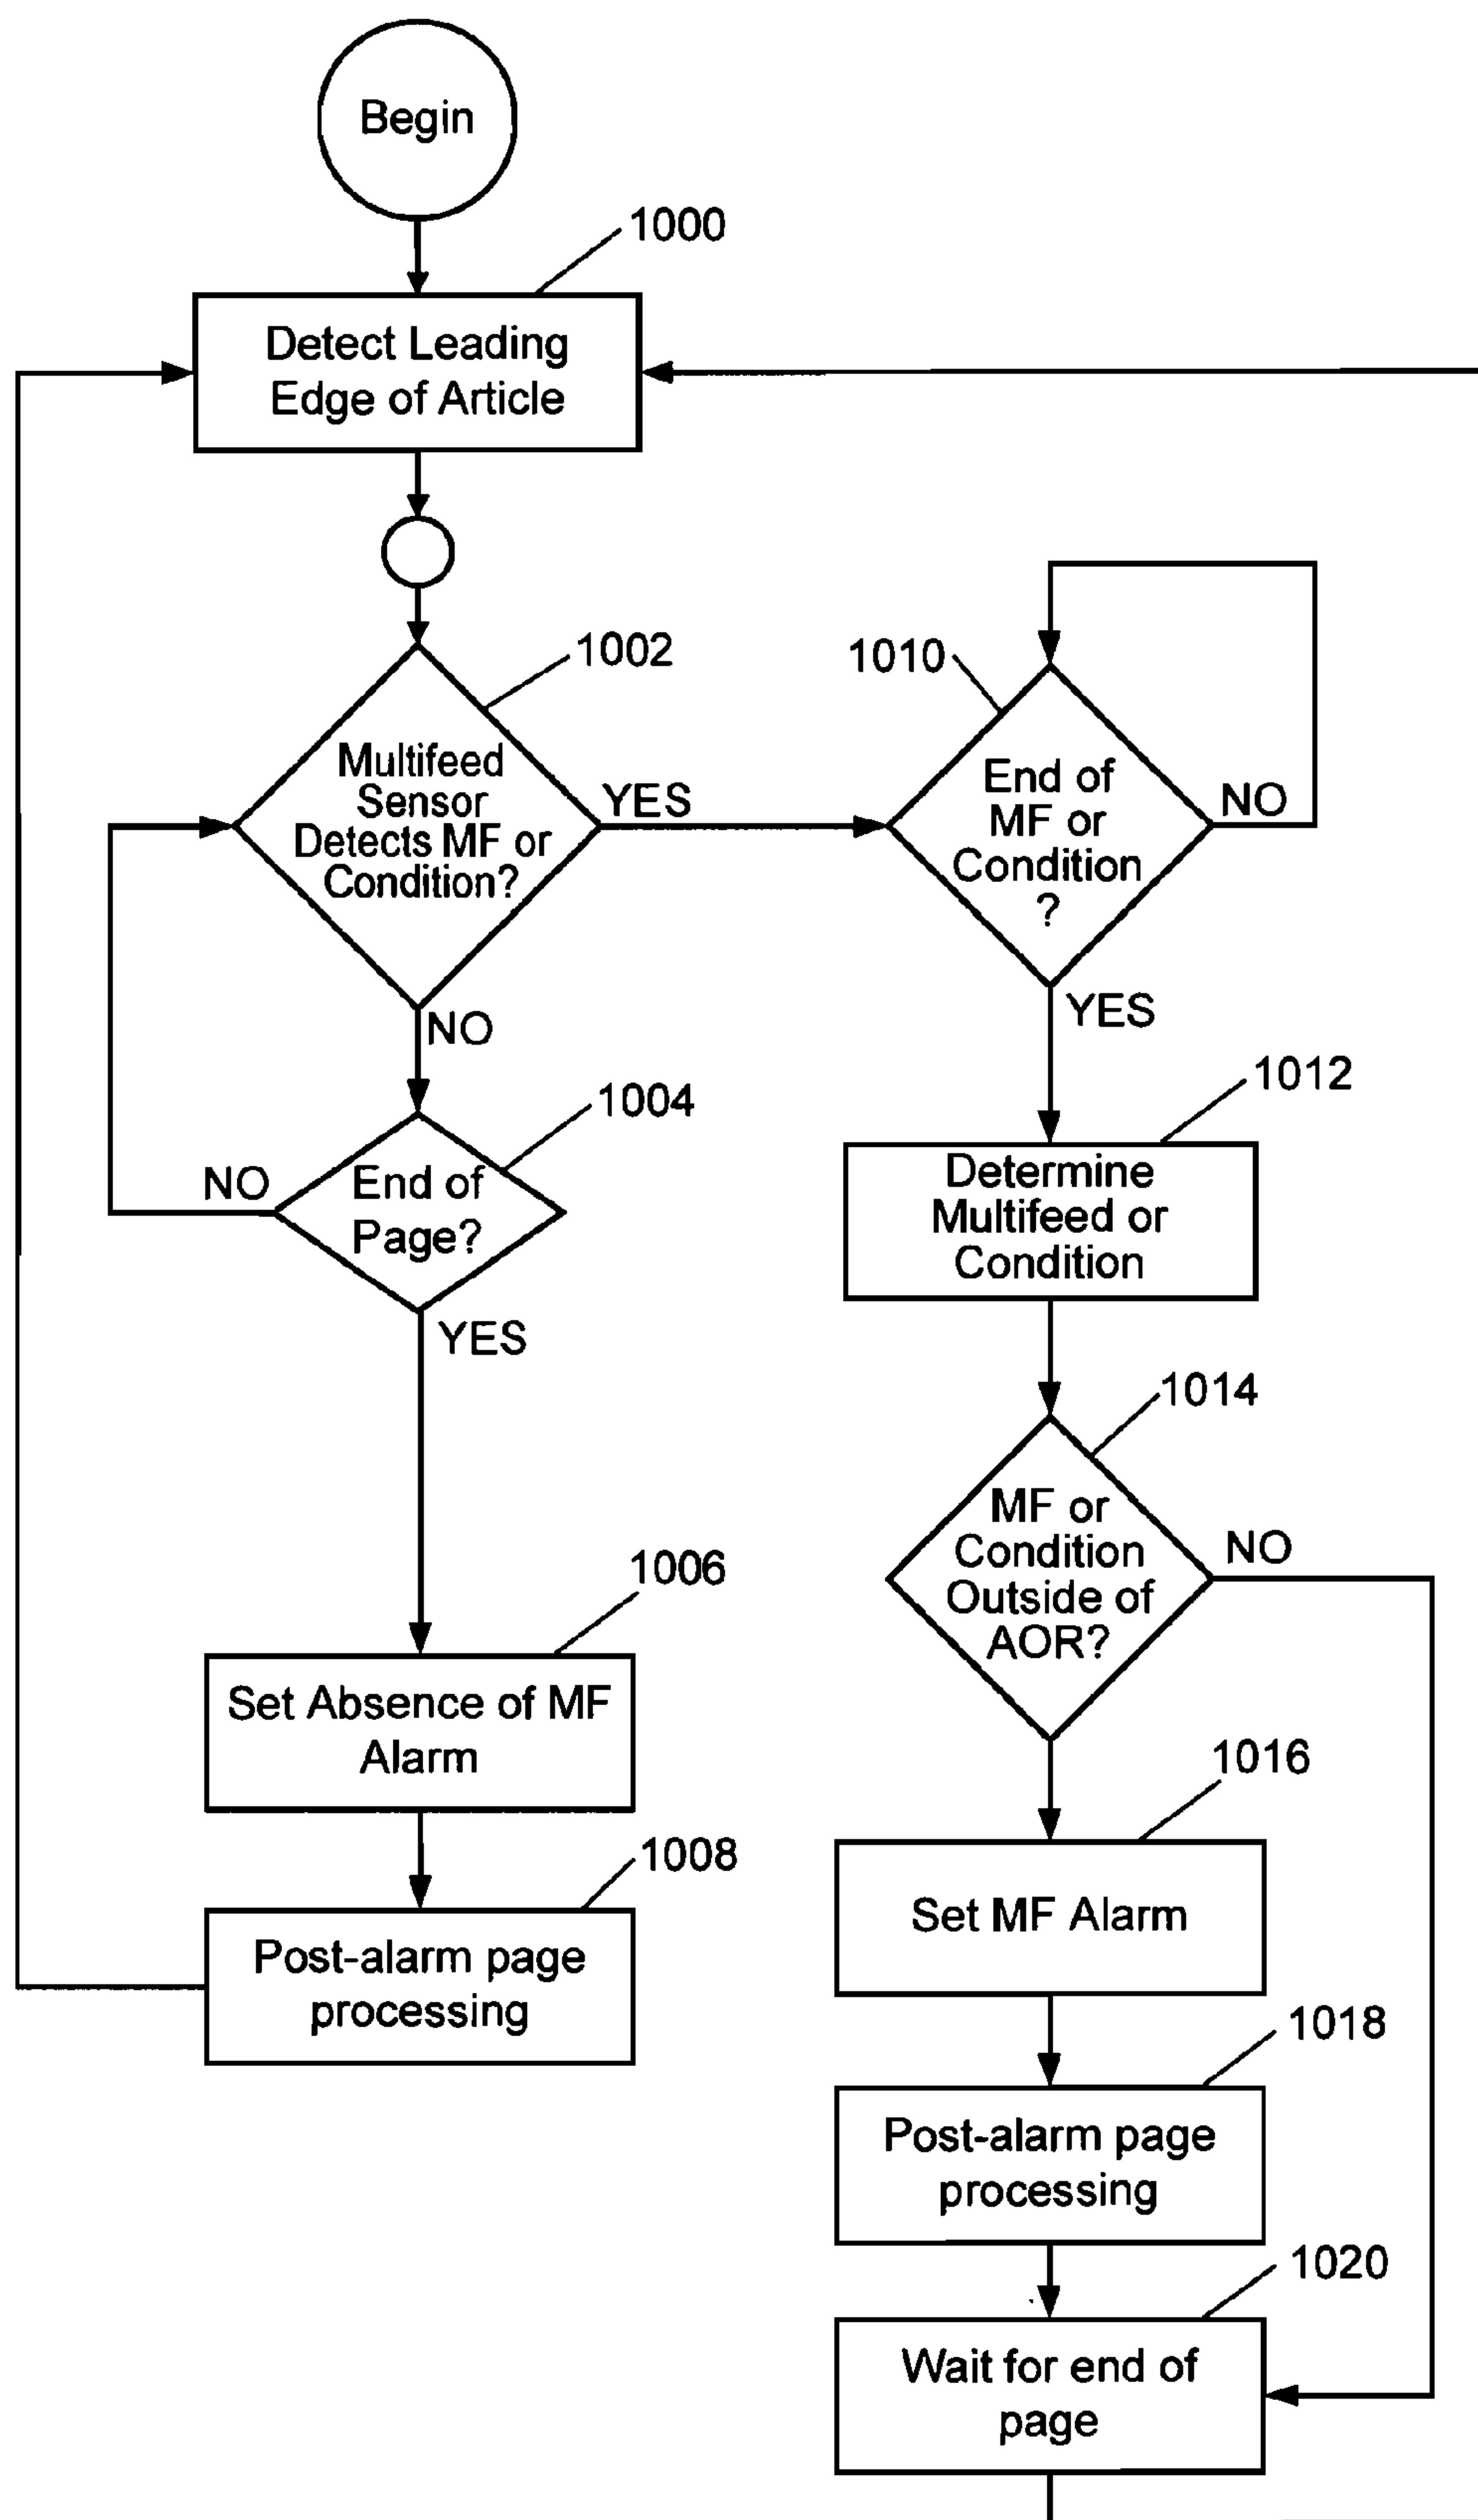 Begin
1000
Detect Leading
Edge of Article
1002
Multifeed
Sensor
Detects MF or
Condition?
YES
NO
1004
End of
Page?
NO
YES
1006
Set Absence of MF
Alarm
1008
Post-alarm page
processing
1010
End of
MF or
Condition
?
NO
YES
1012
Determine
Multifeed or
Condition
1014
MF or
Condition
Outside of
AOR?
NO
1016
Set MF Alarm
1018
Post-alarm page
processing
1020
Wait for end of
page